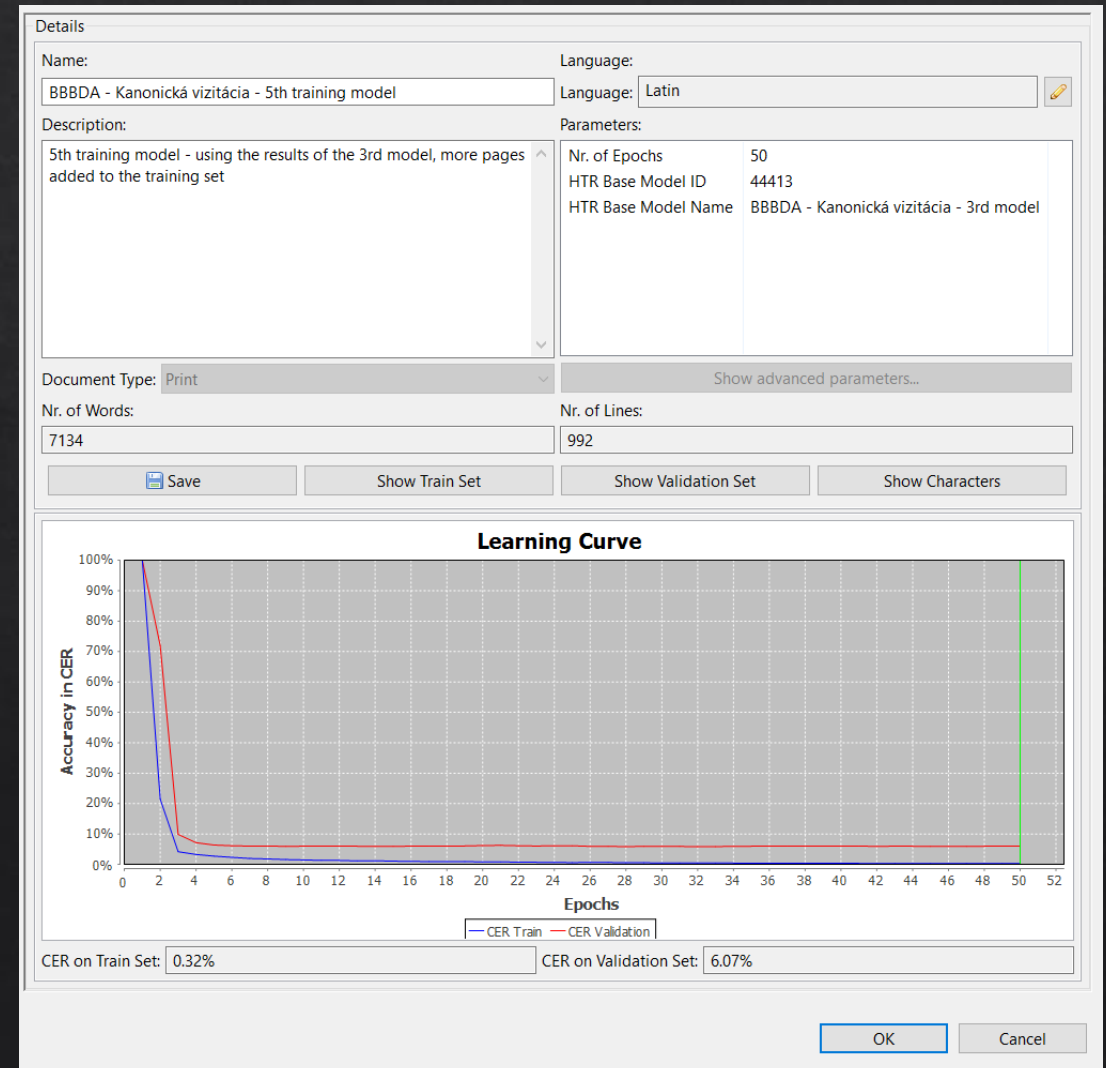 Details
Name:
BBBDA - Kanonická vizitácia - 5th training model
Language:
Language: Latin
Description:
5th training model - using the results of the 3rd model, more pages
added to the training set
Parameters:
Nr. of Epochs 50
HTR Base Model ID 44413
HTR Base Model Name BBBDA - Kanonická vizitácia - 3rd model
Document Type: Print
Show advanced parameters...
Nr. of Words:
7134
Nr. of Lines:
992
Save Show Train Set Show Validation Set Show Characters
Learning Curve
Accuracy in CER
100%
90%
80%
70%
60%
50%
40%
30%
20%
10%
0%
0 2 4 6 8 10 12 14 16 18 20 22 24 26 28 30 32 34 36 38 40 42 44 46 48 50 52
Epochs
CER Train CER Validation
CER on Train Set: 0.32% CER on Validation Set: 6.07%
OK Cancel